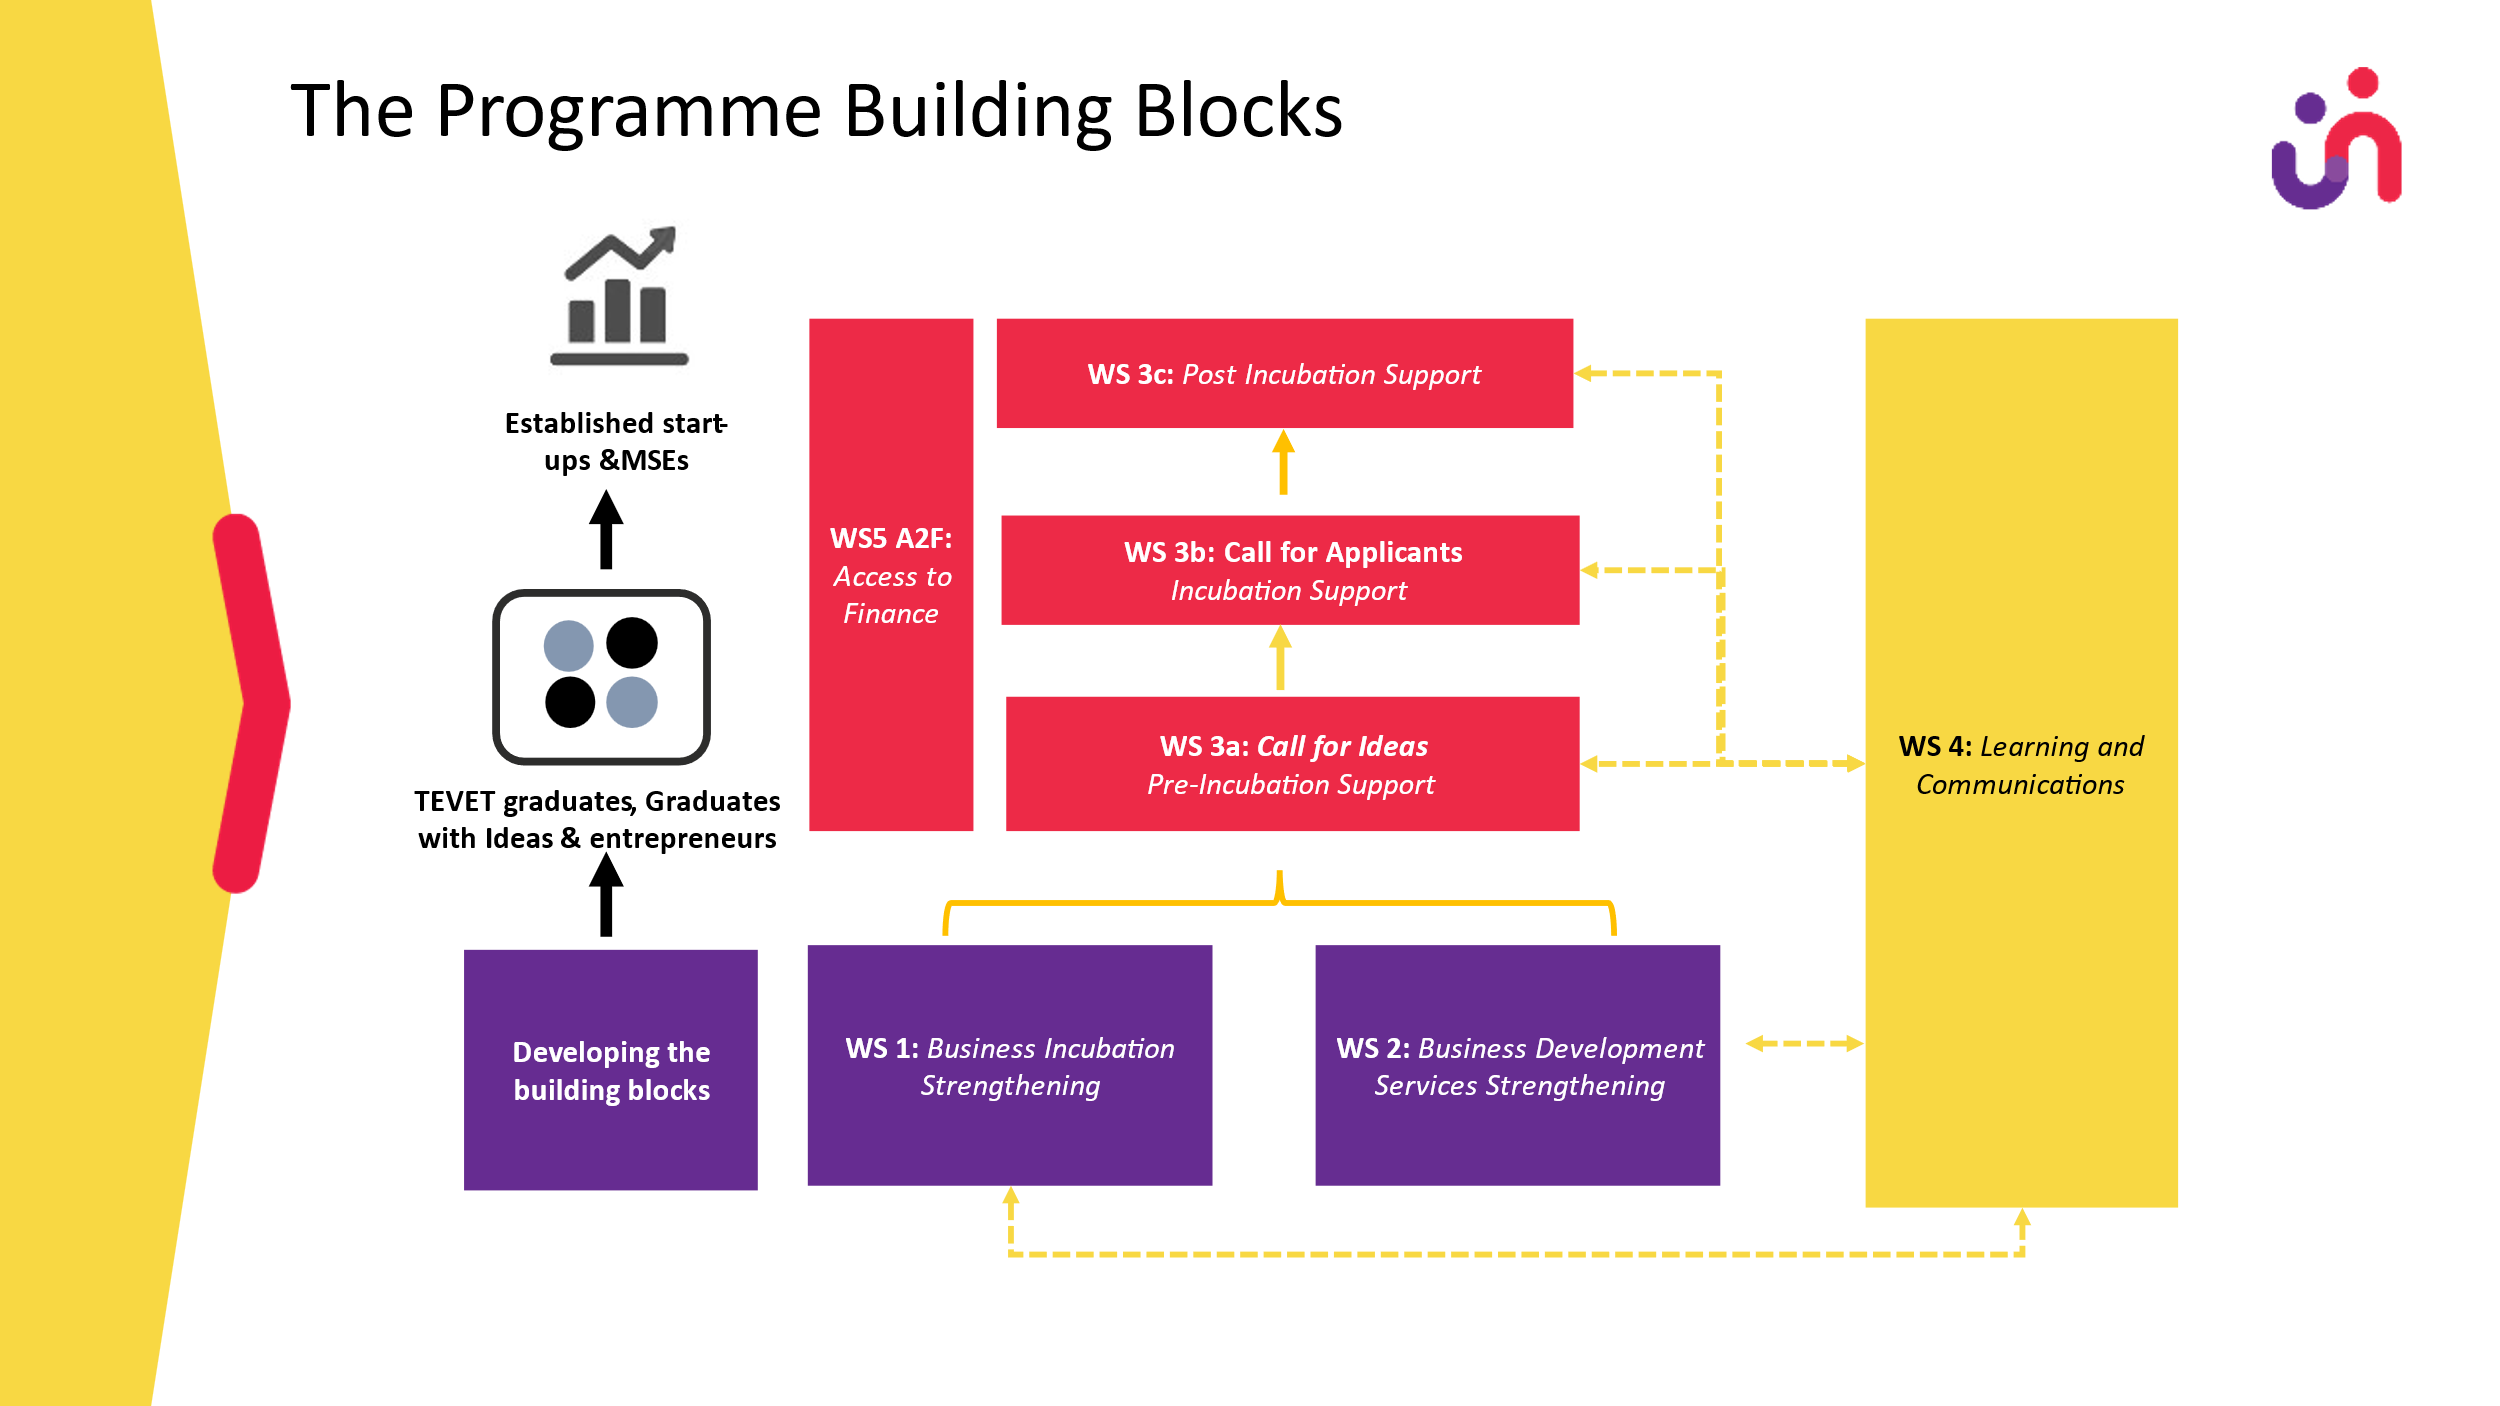 The Programme Building Blocks
Established start-
ups &MSEs
TEVET graduates, Graduates
with Ideas & entrepreneurs
Developing the
building blocks
WS5 A2F:
Access to
Finance
WS 3c: Post Incubation Support
WS 3b: Call for Applicants
Incubation Support
WS 3a: Call for Ideas
Pre-Incubation Support
WS 1: Business Incubation
Strengthening
WS 2: Business Development
Services Strengthening
WS 4: Learning and
Communications